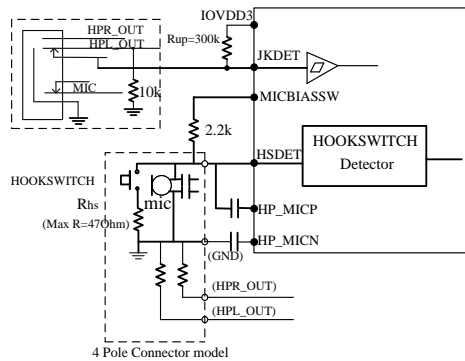 HPR_OUT
HPL_OUT
MIC
10k
IOVDD3
Rup=300k
JKDET
MICBIASSW
2.2k
HSDET
HOOKSWITCH
Detector
HOOKSWITCH
Rhs
(Max R=47Ohm)
mic
HP_MICP
HP_MICN
(GND)
(HPR_OUT)
(HPL_OUT)
4 Pole Connector model